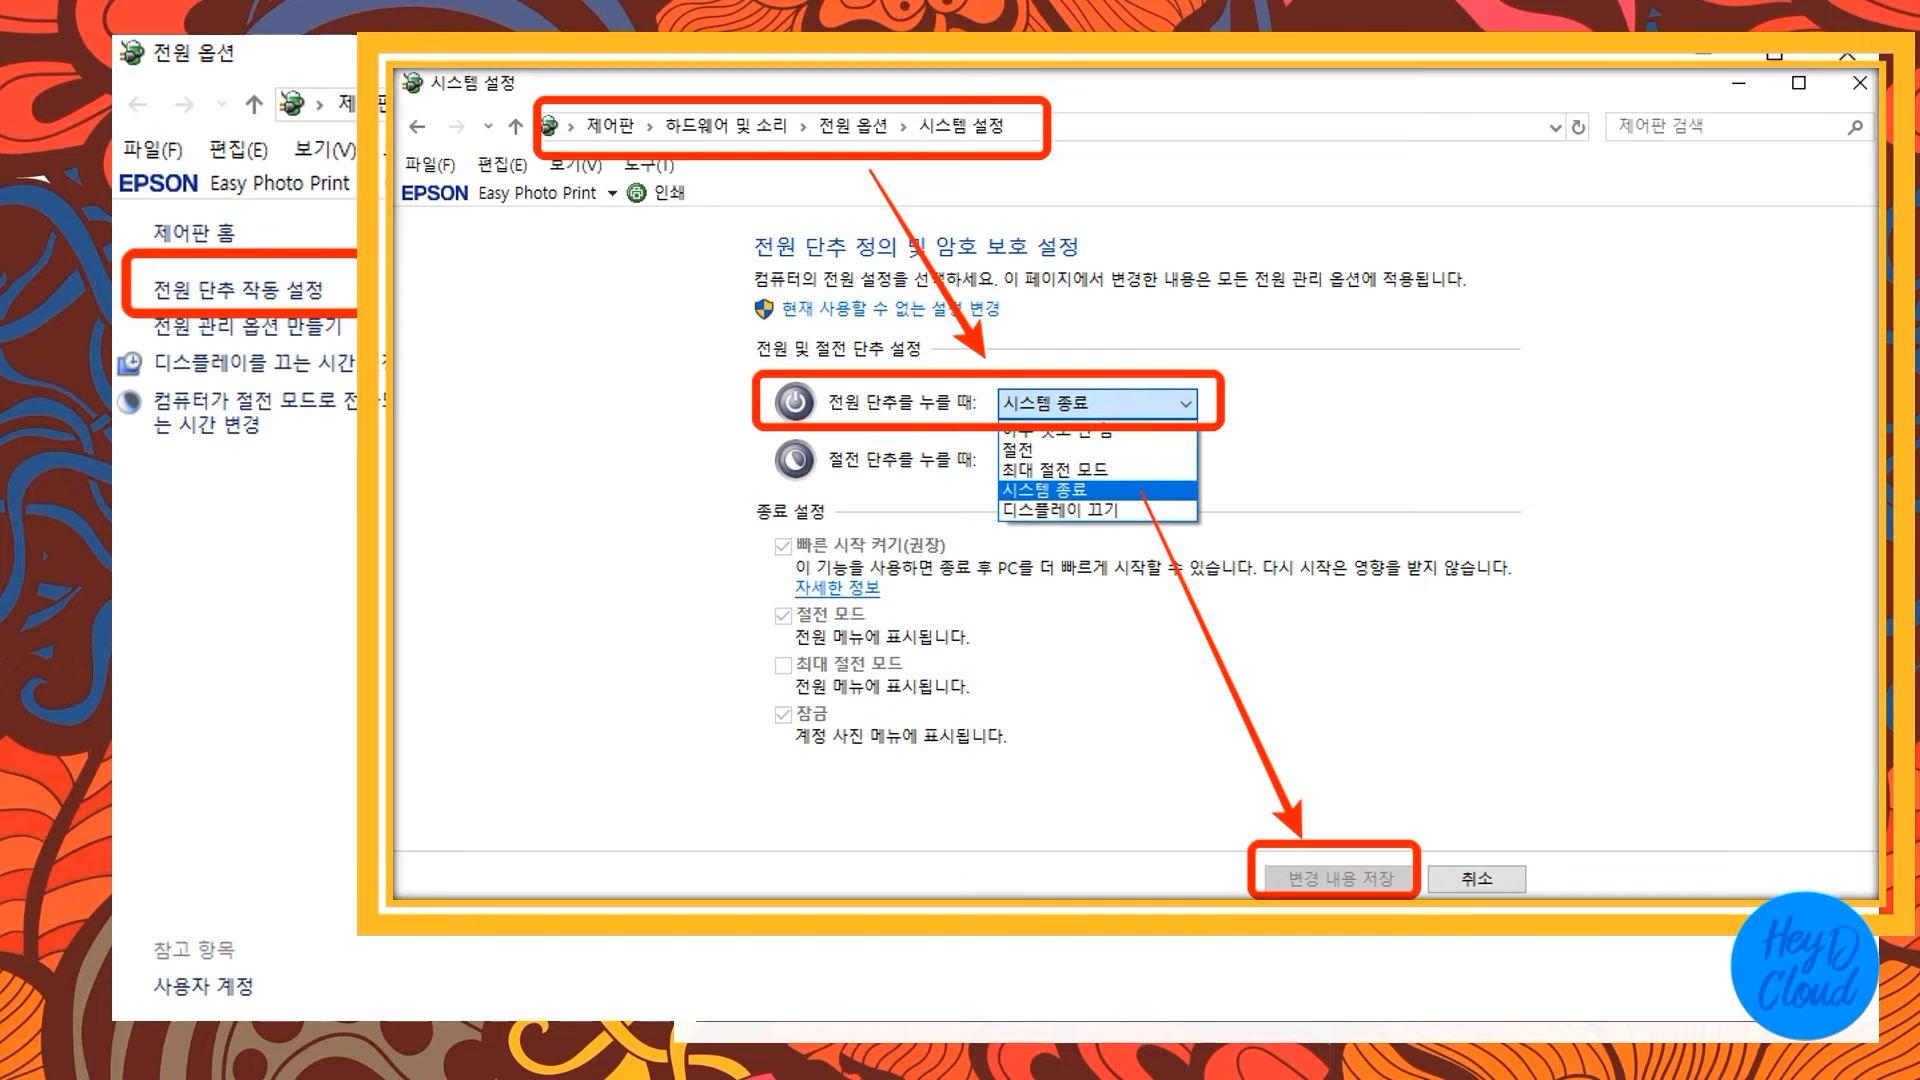 전원 옵션
제
파일(F) 편집(E) 보기(V)
EPSON Easy Photo Print
제어판 홈
전원 단추 작동 설정
전원 관리 옵션 만들기
디스플레이를 끄는 시간
컴퓨터가 절전 모드로
는 시간 변경
참고 항목
사용자 계정
시스템 설정
제어판 › 하드웨어 및 소리 › 전원 옵션 › 시스템 설정
제어판 검색
파일(F) 편집(E) 보기(V) 도구(T)
EPSON Easy Photo Print 인쇄
전원 단추 정의 및 암호 보호 설정
컴퓨터의 전원 설정을 선택하세요. 이 페이지에서 변경한 내용은 모든 전원 관리 옵션에 적용됩니다.
현재 사용할 수 없는 설정 변경
전원 및 절전 단추 설정
전원 단추를 누를 때: 시스템 종료
절전 단추를 누를 때:
절전
최대 절전 모드
시스템 종료
디스플레이 끄기
종료 설정
빠른 시작 켜기(권장)
이 기능을 사용하면 종료 후 PC를 더 빠르게 시작할 수 있습니다. 다시 시작은 영향을 받지 않습니다.
자세한 정보
절전 모드
전원 메뉴에 표시됩니다.
최대 절전 모드
전원 메뉴에 표시됩니다.
잠금
계정 사진 메뉴에 표시됩니다.
변경 내용 저장 취소
Hey D
Cloud